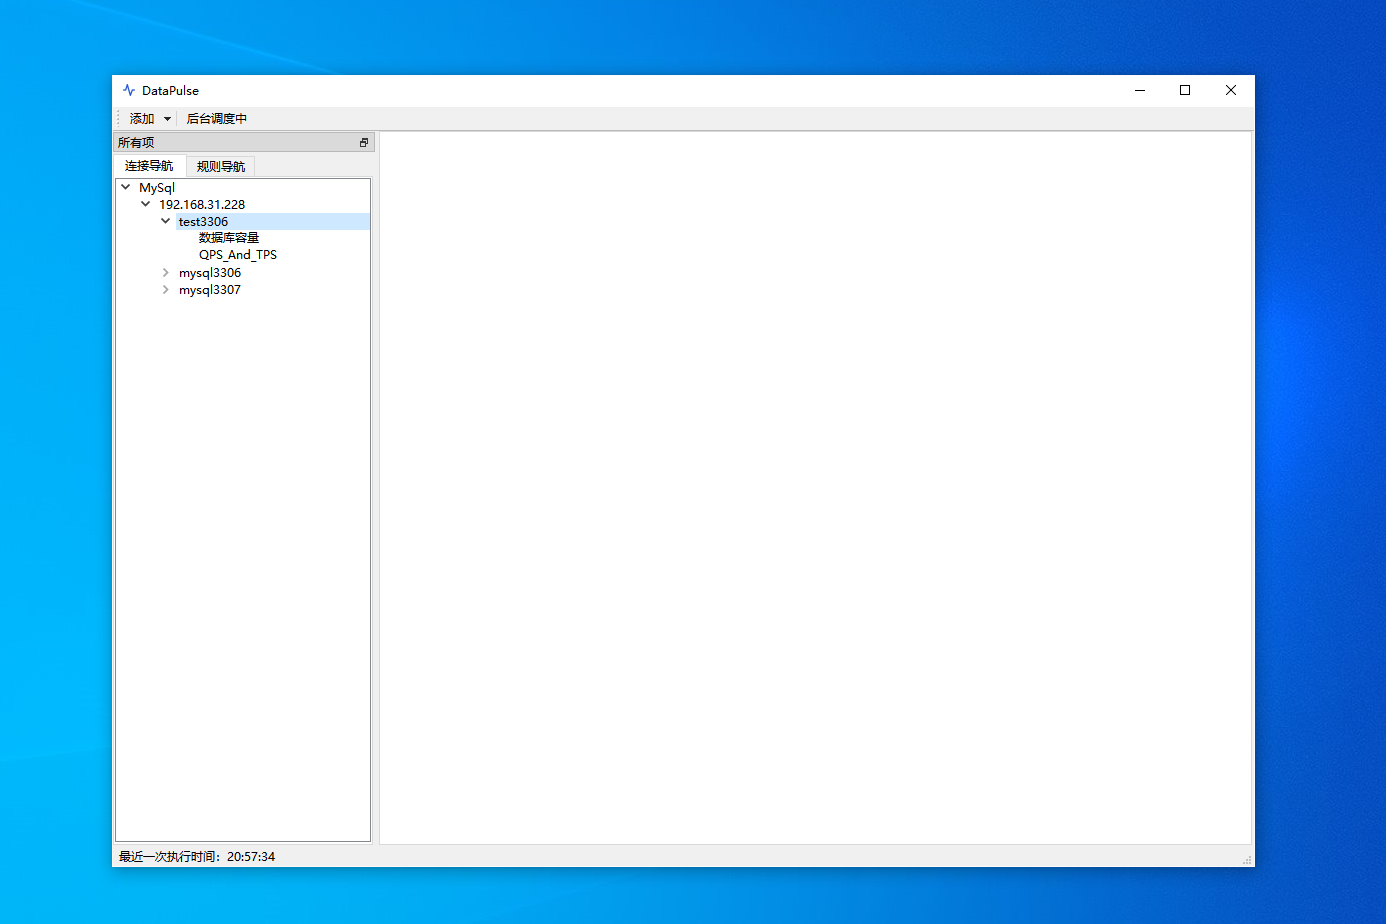 DataPulse
添加 后台调度中
所有项
连接导航 规则导航
MySql
192.168.31.228
test3306
数据库容量
QPS_And_TPS
mysql3306
mysql3307
最近一次执行时间：20:57:34